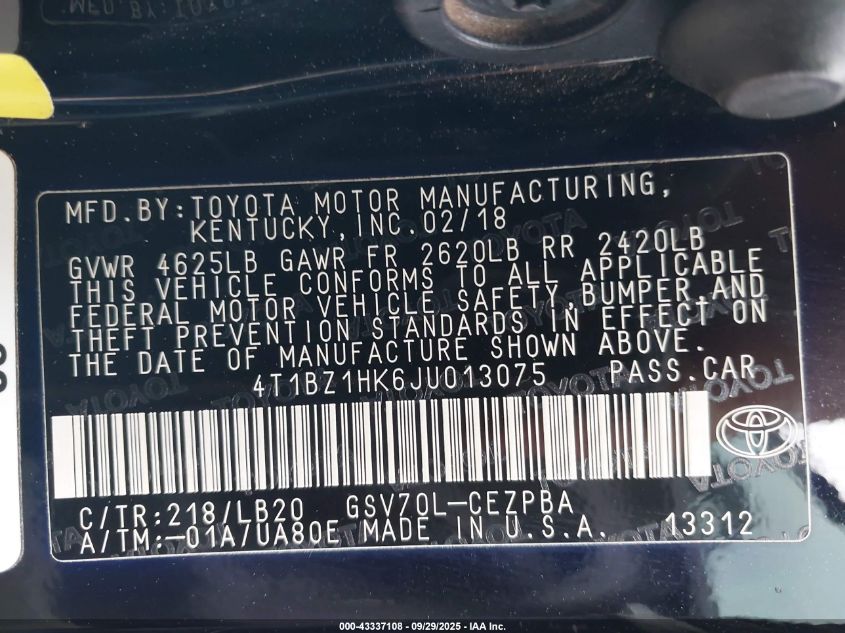 MFD.BY:TOYOTA MOTOR MANUFACTURING,
KENTUCKY,INC.02/18
GVWR 4625LB GAWR FR 2620LB RR 2420LB
THIS VEHICLE CONFORMS TO ALL APPLICABLE
FEDERAL MOTOR VEHICLE SAFETY,BUMPER,AND
THEFT PREVENTION STANDARDS IN EFFECT ON
THE DATE OF MANUFACTURE SHOWN ABOVE.
4T1BZ1HK6JU013075 PASS.CAR
C/TR:218/LB20 GSV70L-CEZPBA
A/TM:-01A/UA80E MADE IN U.S.A. 13312
000-43337108 - 09/29/2025 - IAA Inc.